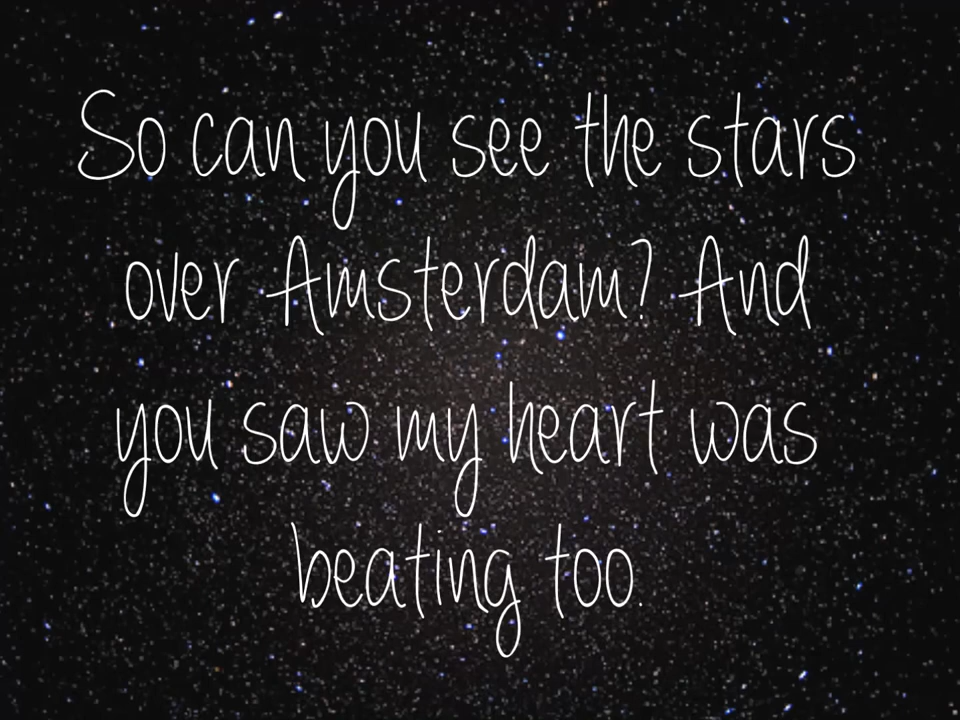 So can you see the stars
over Amsterdam? And
you saw my heart was
beating too.